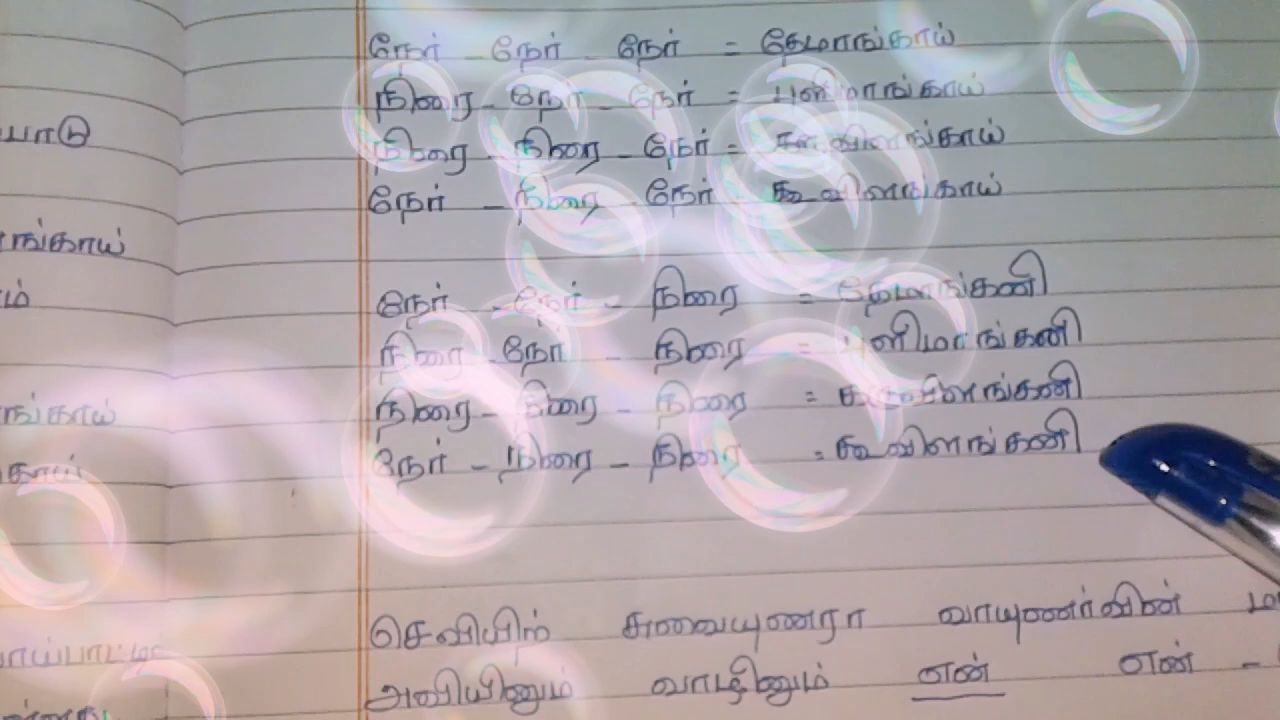 நேர் - நேர் - நேர் = தேமாங்காய்
நிரை - நேர் - நேர் = புளிமாங்காய்
நிரை - நிரை - நேர் = கருவிளங்காய்
நேர் - நிரை - நேர் - கூவிளங்காய்
நேர் - நேர் - நிரை = தேமாங்கனி
நிரை - நேர் - நிரை = புளிமாங்கனி
நிரை - நிரை - நிரை = கருவிளங்கனி
நேர் - நிரை - நிரை = கூவிளங்கனி
செவியிற் சுவையுணரா வாயுணர்வின்
அவியினும் வாழினும் என் என் -